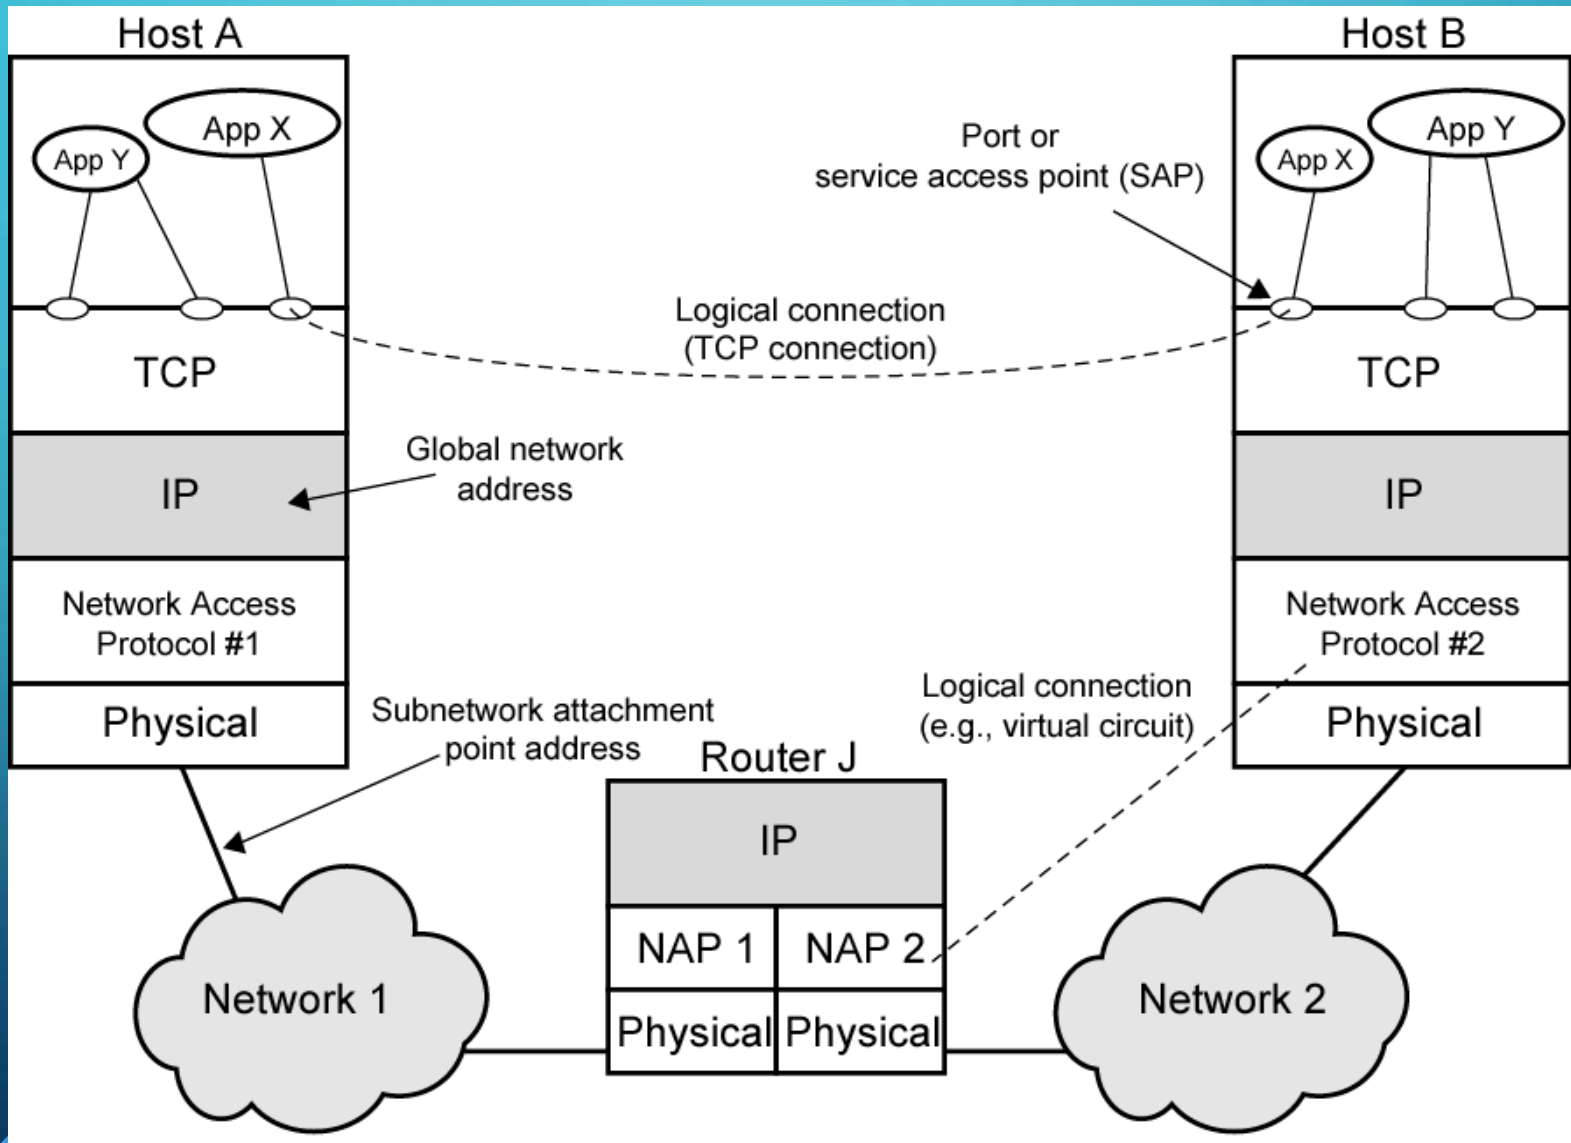 Host A
App Y
App X
TCP
IP
Network Access
Protocol #1
Physical
Global network
address
Subnetwork attachment
point address
Network 1
Logical connection
(TCP connection)
Port or
service access point (SAP)
Router J
IP
NAP 1
NAP 2
Physical
Physical
Logical connection
(e.g., virtual circuit)
Host B
App X
App Y
TCP
IP
Network Access
Protocol #2
Physical
Network 2